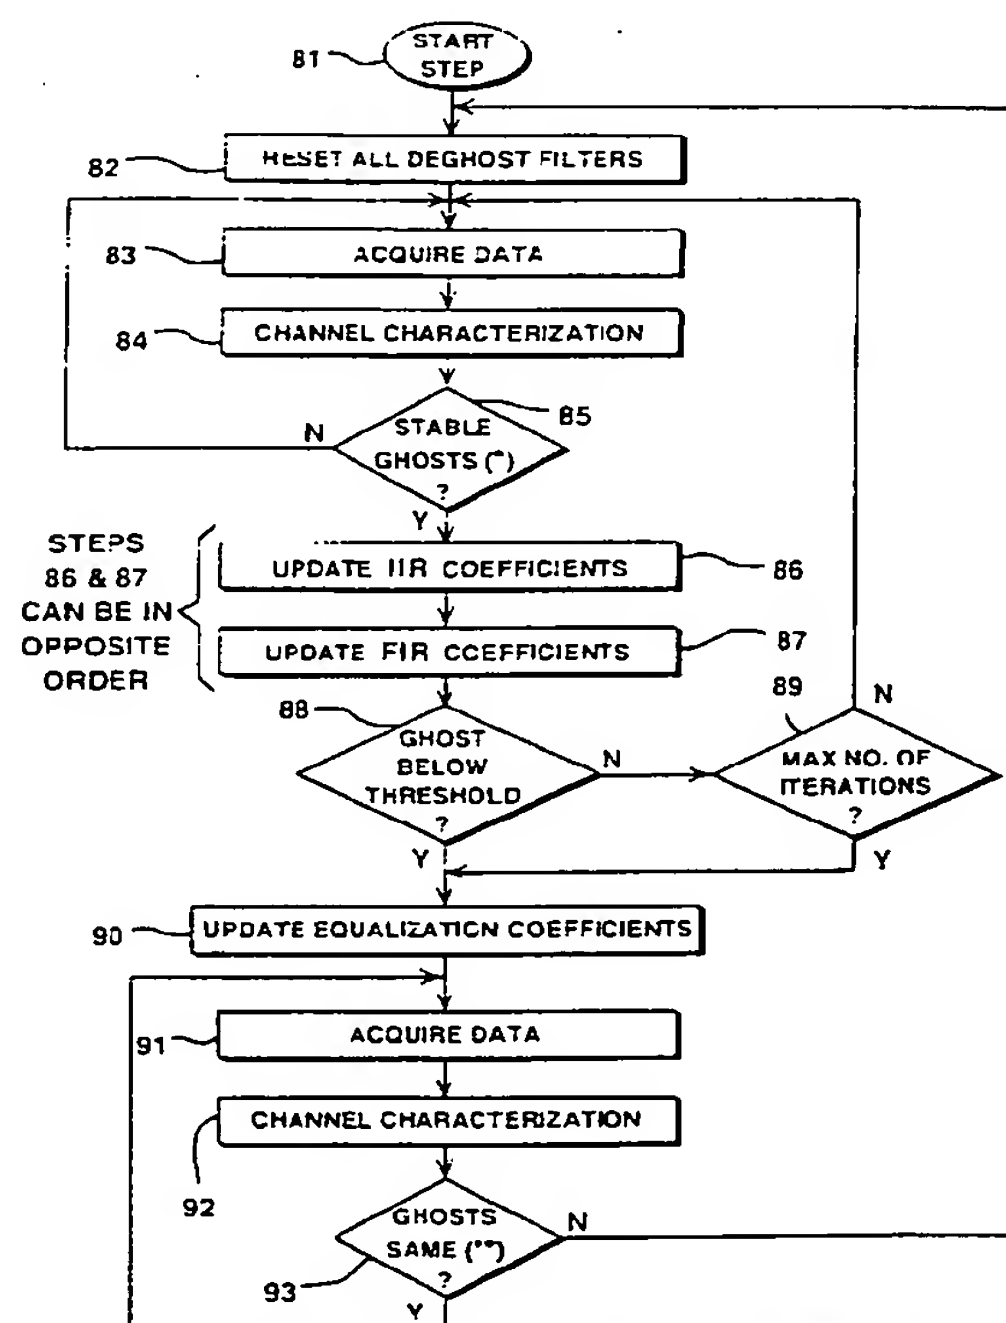 START
STEP
81
82
RESET ALL DEGHOST FILTERS
83
ACQUIRE DATA
84
CHANNEL CHARACTERIZATION
85
N
STABLE
GHOSTS (*)
?
Y
STEPS
86 & 87
CAN BE IN
OPPOSITE
ORDER
UPDATE IIR COEFFICIENTS
86
UPDATE FIR COEFFICIENTS
87
88
GHOST
BELOW
THRESHOLD
?
N
Y
89
N
MAX NO. OF
ITERATIONS
?
Y
90
UPDATE EQUALIZATION COEFFICIENTS
91
ACQUIRE DATA
CHANNEL CHARACTERIZATION
92
GHOSTS
SAME (**)
?
N
93
Y